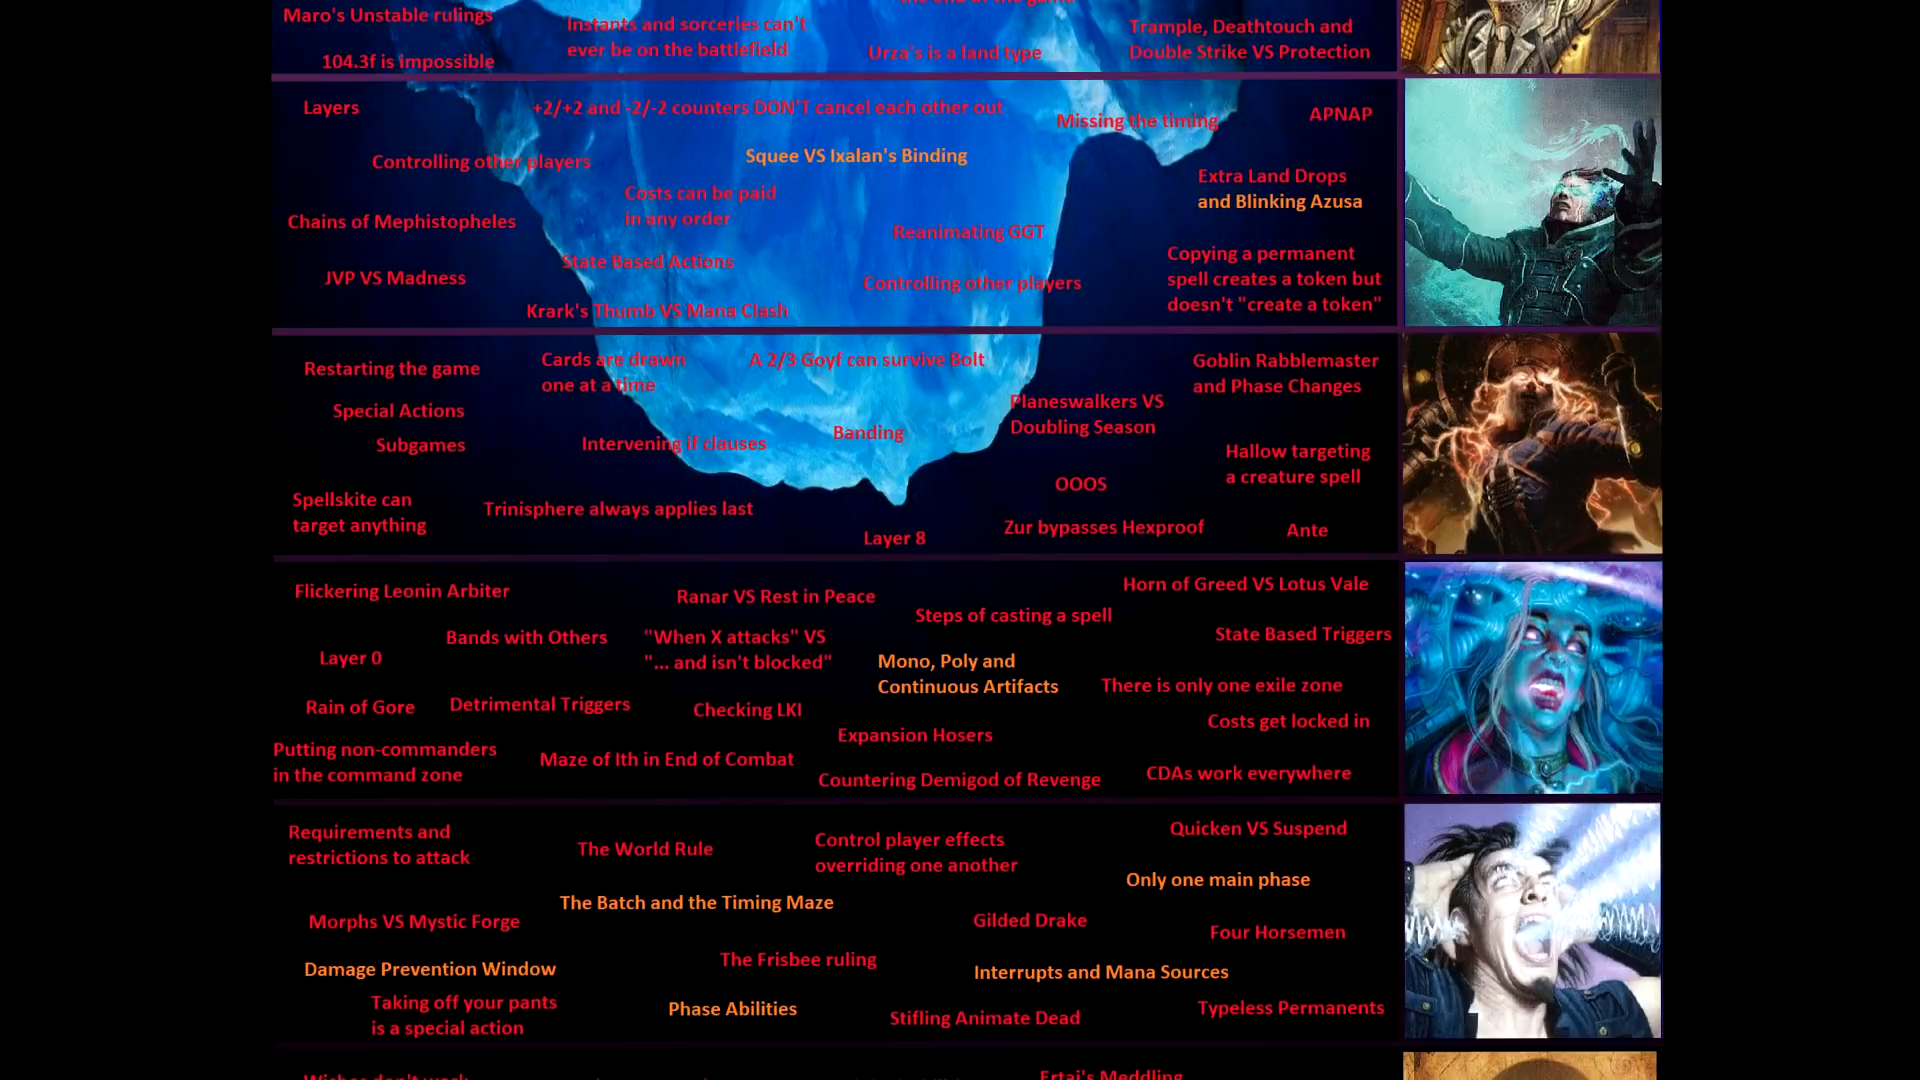 Maro's Unstable rulings
104.3f is impossible
Instants and sorceries can't
ever be on the battlefield
the end of the game
Urza's is a land type
Trample, Deathtouch and
Double Strike VS Protection
Layers
+2/+2 and -2/-2 counters DON'T cancel each other out
Missing the timing
APNAP
Controlling other players
Squee VS Ixalan's Binding
Costs can be paid
in any order
Extra Land Drops
and Blinking Azusa
Chains of Mephistopheles
Reanimating GGT
State Based Actions
Copying a permanent
spell creates a token but
doesn't "create a token"
JVP VS Madness
Controlling other players
Krark's Thumb VS Mana Clash
Restarting the game
Cards are drawn
one at a time
A 2/3 Goyf can survive Bolt
Goblin Rabblemaster
and Phase Changes
Special Actions
Planeswalkers VS
Doubling Season
Subgames
Intervening if clauses
Banding
Hallow targeting
a creature spell
Spellskite can
target anything
Trinisphere always applies last
OOOS
Layer 8
Zur bypasses Hexproof
Ante
Flickering Leonin Arbiter
Ranar VS Rest in Peace
Horn of Greed VS Lotus Vale
Steps of casting a spell
Bands with Others
"When X attacks" VS
"... and isn't blocked"
State Based Triggers
Layer 0
Mono, Poly and
Continuous Artifacts
There is only one exile zone
Rain of Gore
Detrimental Triggers
Checking LKI
Costs get locked in
Expansion Hosers
Putting non-commanders
in the command zone
Maze of Ith in End of Combat
Countering Demigod of Revenge
CDAs work everywhere
Requirements and
restrictions to attack
The World Rule
Control player effects
overriding one another
Quicken VS Suspend
Only one main phase
The Batch and the Timing Maze
Morphs VS Mystic Forge
Gilded Drake
Four Horsemen
The Frisbee ruling
Damage Prevention Window
Interrupts and Mana Sources
Taking off your pants
is a special action
Phase Abilities
Stifling Animate Dead
Typeless Permanents
Wishes don't work
Ertai's Meddling